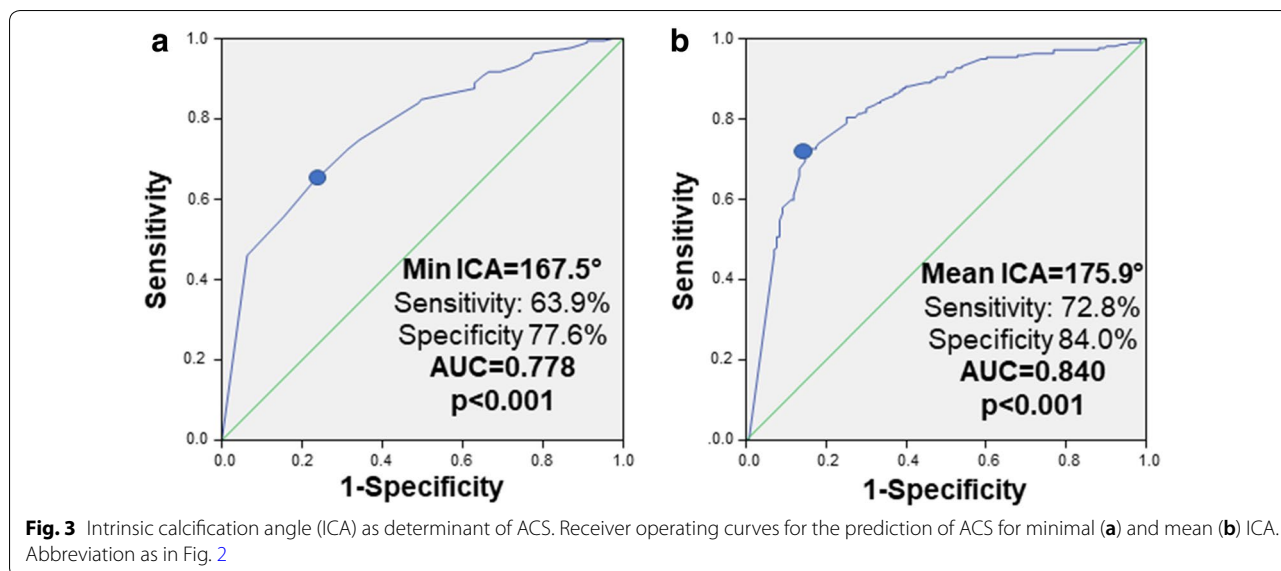 a
1.0
0.8
0.6
0.4
0.2
0.0
Sensitivity
Min ICA=167.5°
Sensitivity: 63.9%
Specificity 77.6%
AUC=0.778
p<0.001
0.0 0.2 0.4 0.6 0.8 1.0
1-Specificity
b
1.0
0.8
0.6
0.4
0.2
.0.0
Sensitivity
Mean ICA=175.9°
Sensitivity: 72.8%
Specificity 84.0%
AUC=0.840
p<0.001
0.0 0.2 0.4 0.6 0.8 1.0
1-Specificity
Fig. 3 Intrinsic calcification angle (ICA) as determinant of ACS. Receiver operating curves for the prediction of ACS for minimal (a) and mean (b) ICA.
Abbreviation as in Fig. 2